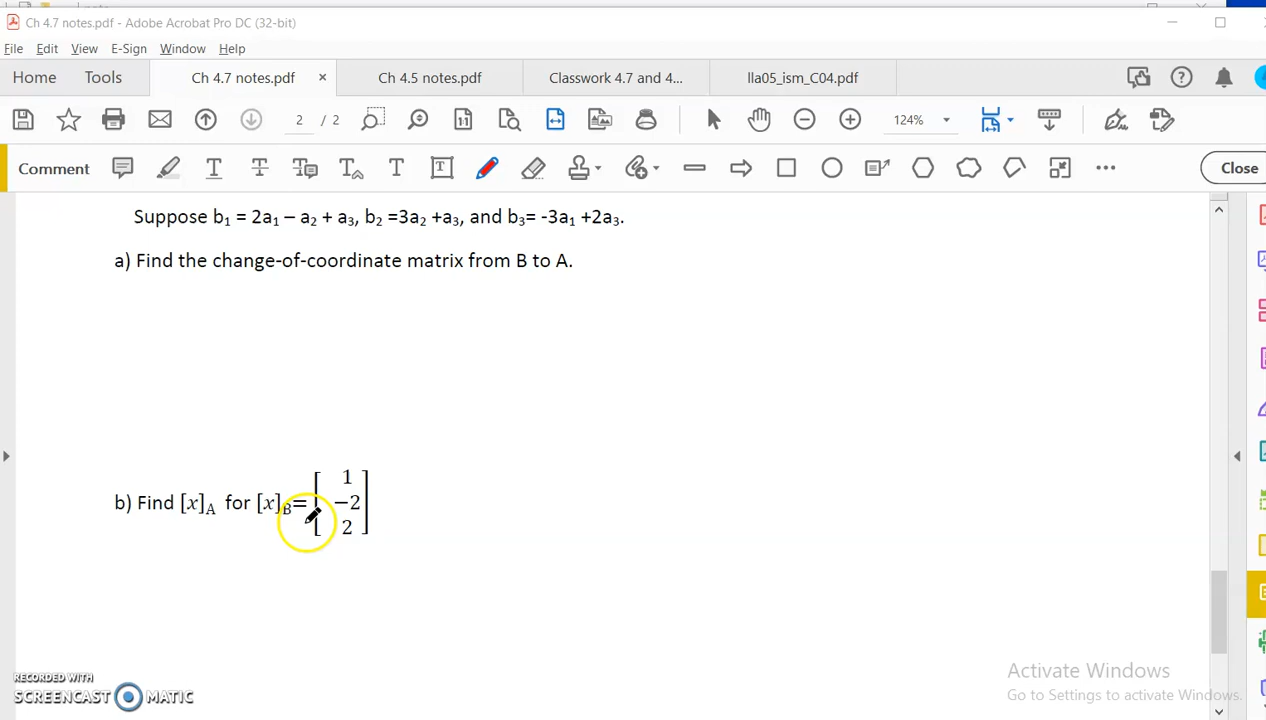 Ch 4.7 notes.pdf - Adobe Acrobat Pro DC (32-bit)
File Edit View E-Sign Window Help
Home Tools Ch 4.7 notes.pdf × Ch 4.5 notes.pdf Classwork 4.7 and 4... lla05_ism_C04.pdf
2 / 2 124%
Comment Close
Suppose b₁ = 2a₁ – a₂ + a₃, b₂ =3a₂ +a₃, and b₃= -3a₁ +2a₃.
a) Find the change-of-coordinate matrix from B to A.
1
b) Find [x]A for [x]B= −2
2
Activate Windows
Go to Settings to activate Windows.
RECORDED WITH
SCREENCAST MATIC